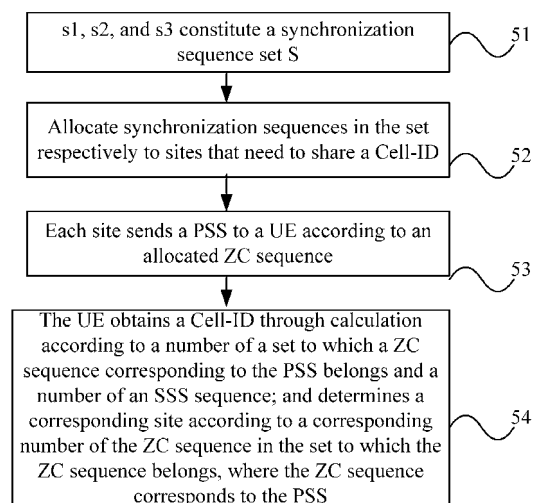 s1, s2, and s3 constitute a synchronization
sequence set S
51
Allocate synchronization sequences in the set
respectively to sites that need to share a Cell-ID
52
Each site sends a PSS to a UE according to an
allocated ZC sequence
53
The UE obtains a Cell-ID through calculation
according to a number of a set to which a ZC
sequence corresponding to the PSS belongs and a
number of an SSS sequence; and determines a
corresponding site according to a corresponding
number of the ZC sequence in the set to which the
ZC sequence belongs, where the ZC sequence
corresponds to the PSS
54